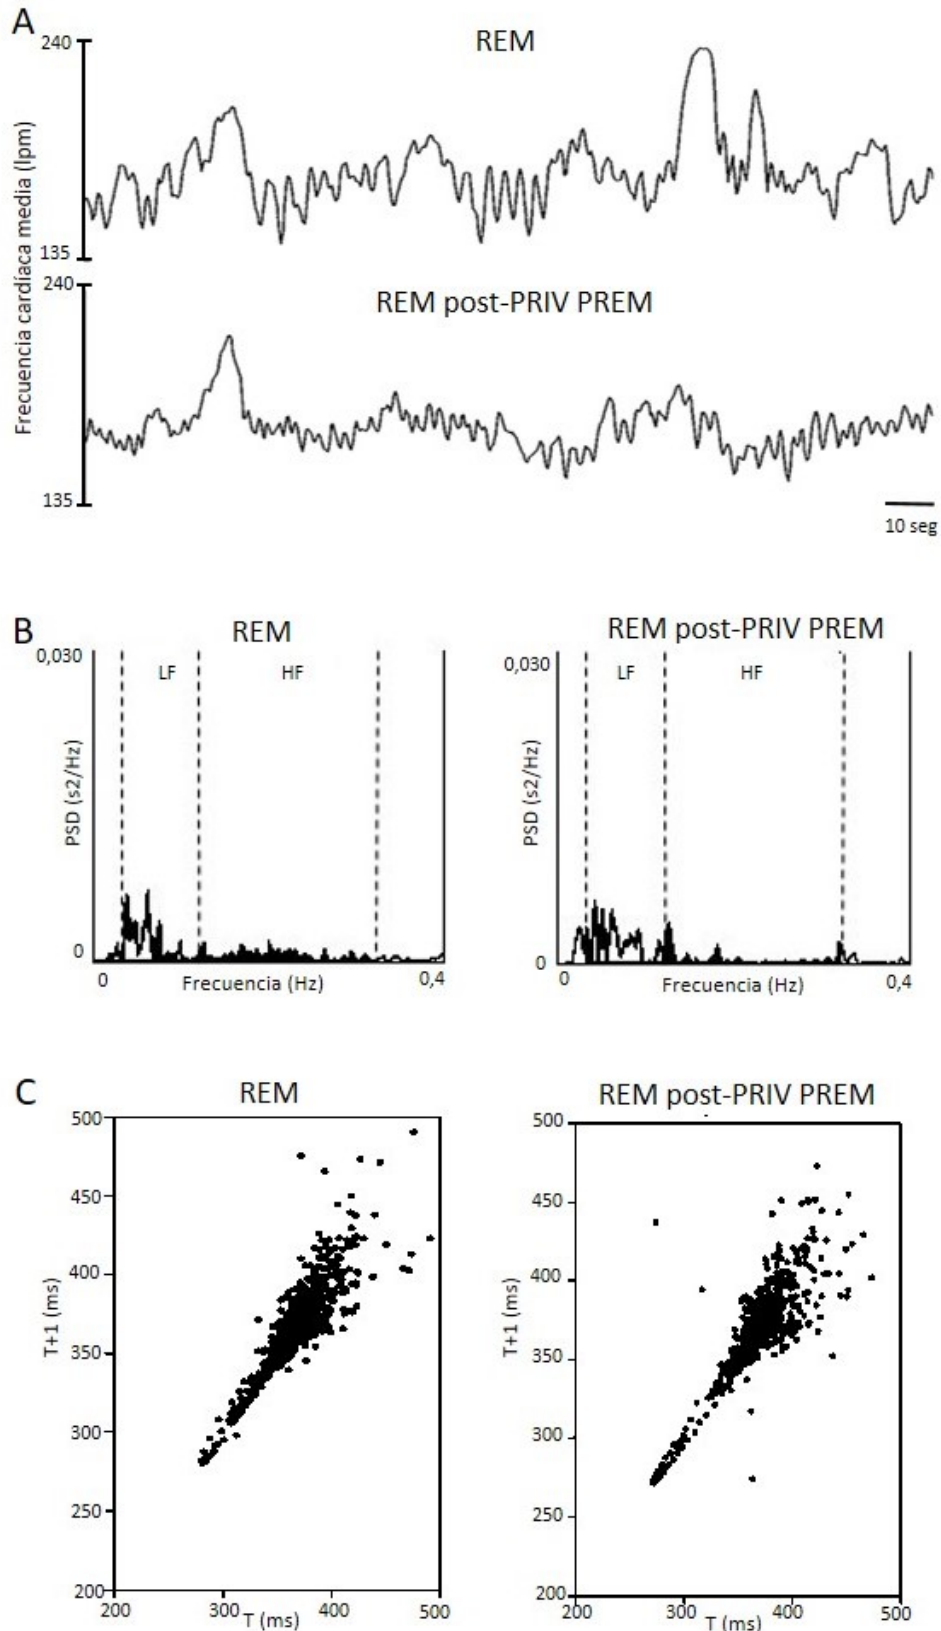 A
REM
240
135
Frecuencia cardíaca media (lpm)
240
REM post-PRIV PREM
135
10 seg
B
REM
0,030
LF
HF
PSD (s2/Hz)
0
0
Frecuencia (Hz)
0,4
REM post-PRIV PREM
0,030
LF
HF
PSD (s2/Hz)
0
0
Frecuencia (Hz)
0,4
C
REM
500
450
400
350
300
250
200
T+1 (ms)
200
300
400
500
T (ms)
REM post-PRIV PREM
500
450
400
350
300
250
200
T+1 (ms)
200
300
400
500
T (ms)